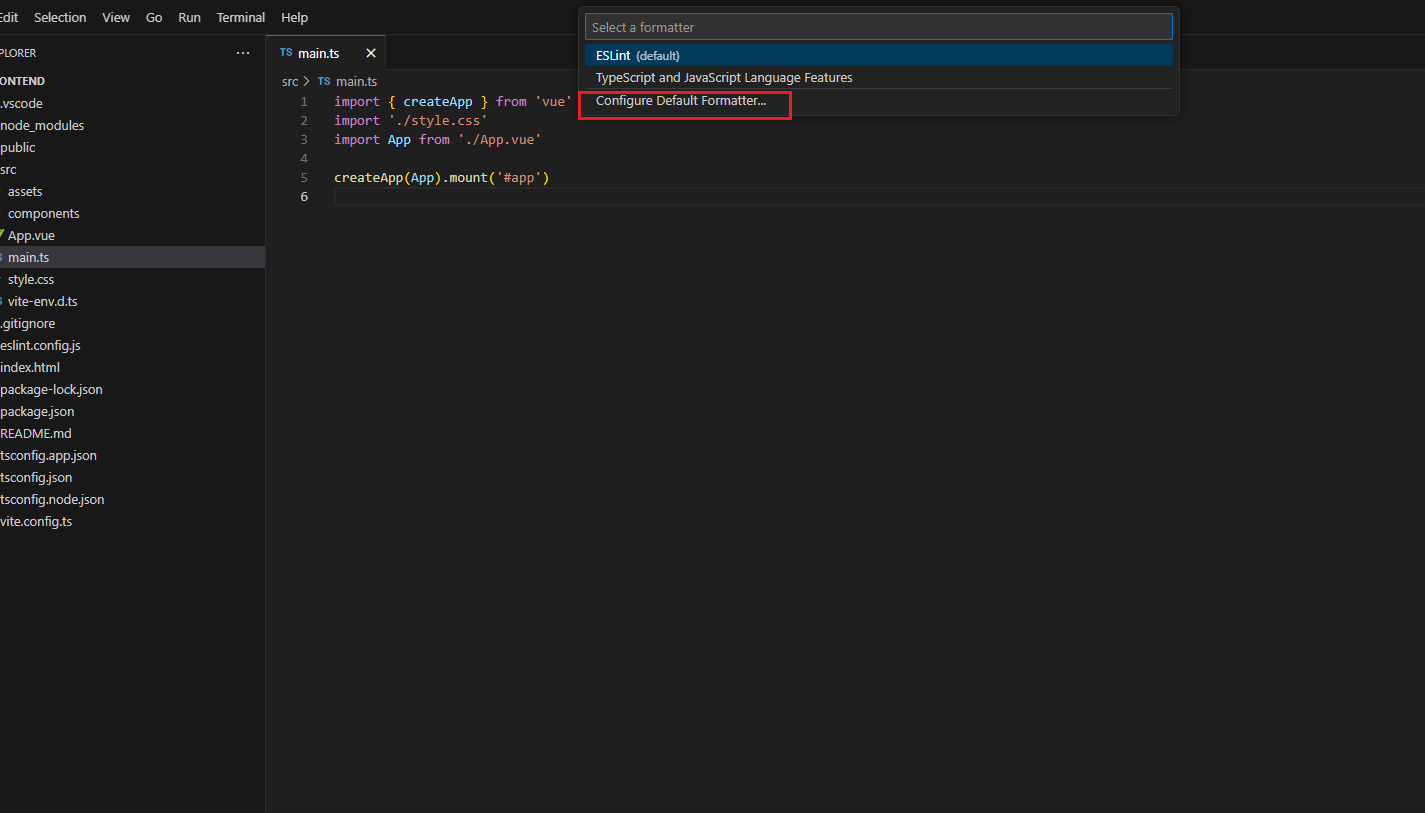 Edit Selection View Go Run Terminal Help
Select a formatter
ESLint (default)
TypeScript and JavaScript Language Features
Configure Default Formatter...
PLORER ...
ONTEND
.vscode
node_modules
public
src
assets
components
App.vue
main.ts
style.css
vite-env.d.ts
.gitignore
eslint.config.js
index.html
package-lock.json
package.json
README.md
tsconfig.app.json
tsconfig.json
tsconfig.node.json
vite.config.ts
TS main.ts
src > TS main.ts
1 import { createApp } from 'vue'
2 import './style.css'
3 import App from './App.vue'
4
5 createApp(App).mount('#app')
6